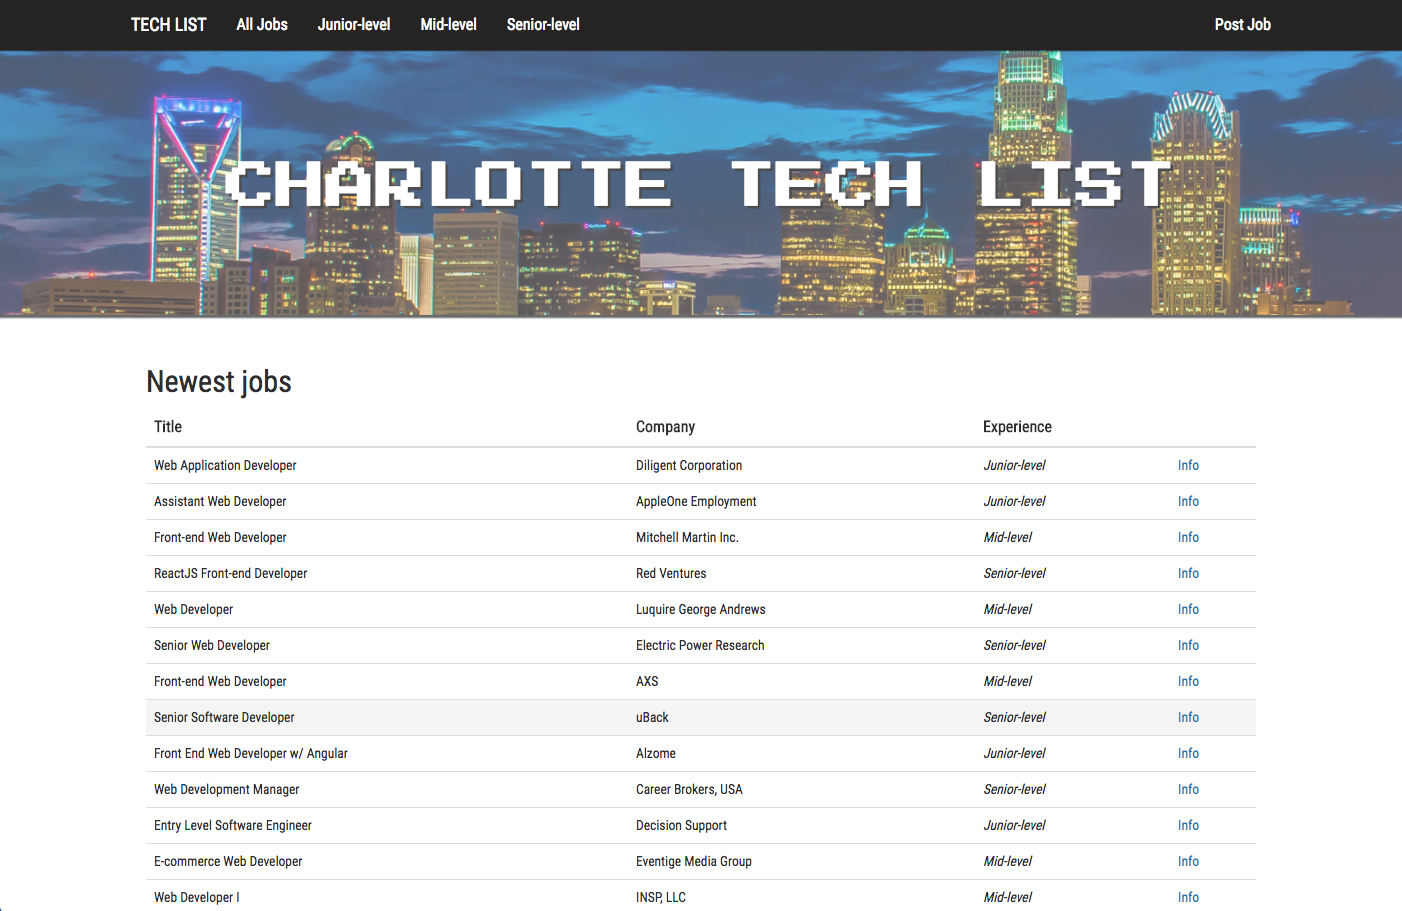 TECH LIST All Jobs Junior-level Mid-level Senior-level Post Job
CHARLOTTE TECH LIST
Newest jobs
Title Company Experience
Web Application Developer Diligent Corporation Junior-level Info
Assistant Web Developer AppleOne Employment Junior-level Info
Front-end Web Developer Mitchell Martin Inc. Mid-level Info
ReactJS Front-end Developer Red Ventures Senior-level Info
Web Developer Luquire George Andrews Mid-level Info
Senior Web Developer Electric Power Research Senior-level Info
Front-end Web Developer AXS Mid-level Info
Senior Software Developer uBack Senior-level Info
Front End Web Developer w/ Angular Alzome Junior-level Info
Web Development Manager Career Brokers, USA Senior-level Info
Entry Level Software Engineer Decision Support Junior-level Info
E-commerce Web Developer Eventige Media Group Mid-level Info
Web Developer I INSP, LLC Mid-level Info